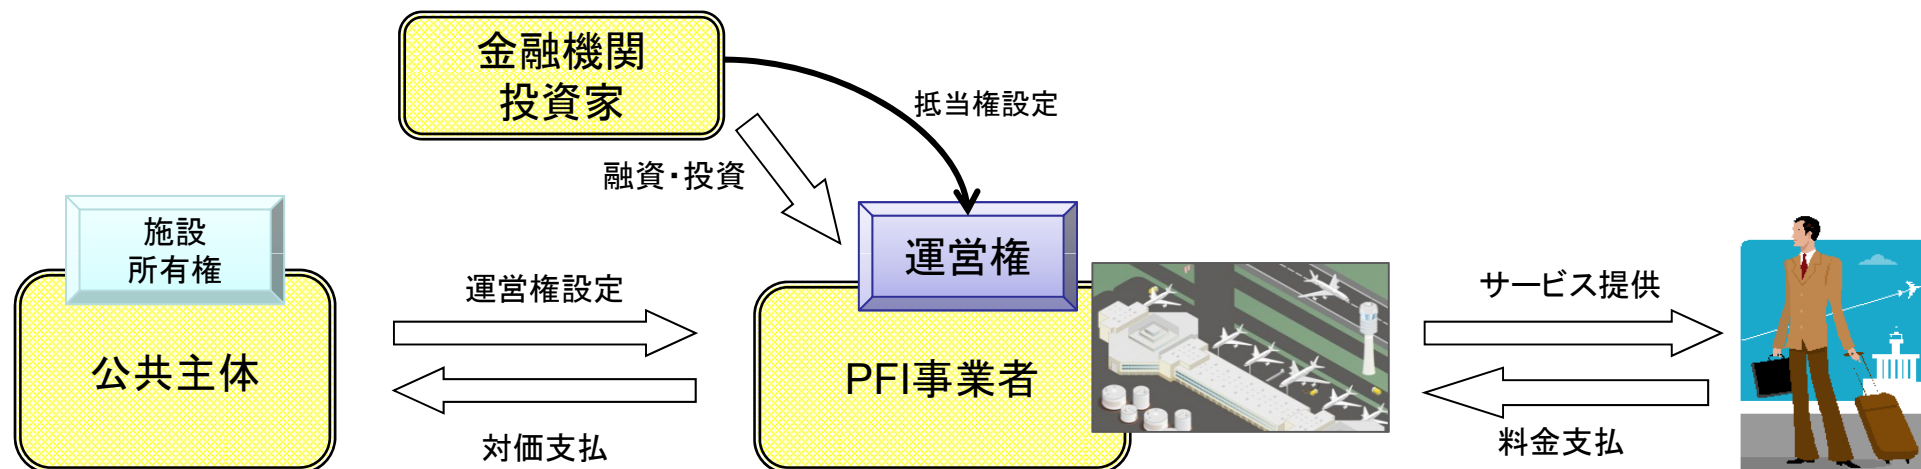 金融機関
投資家
抵当権設定
融資・投資
施設
所有権
運営権
運営権設定
サービス提供
公共主体
PFI事業者
対価支払
料金支払